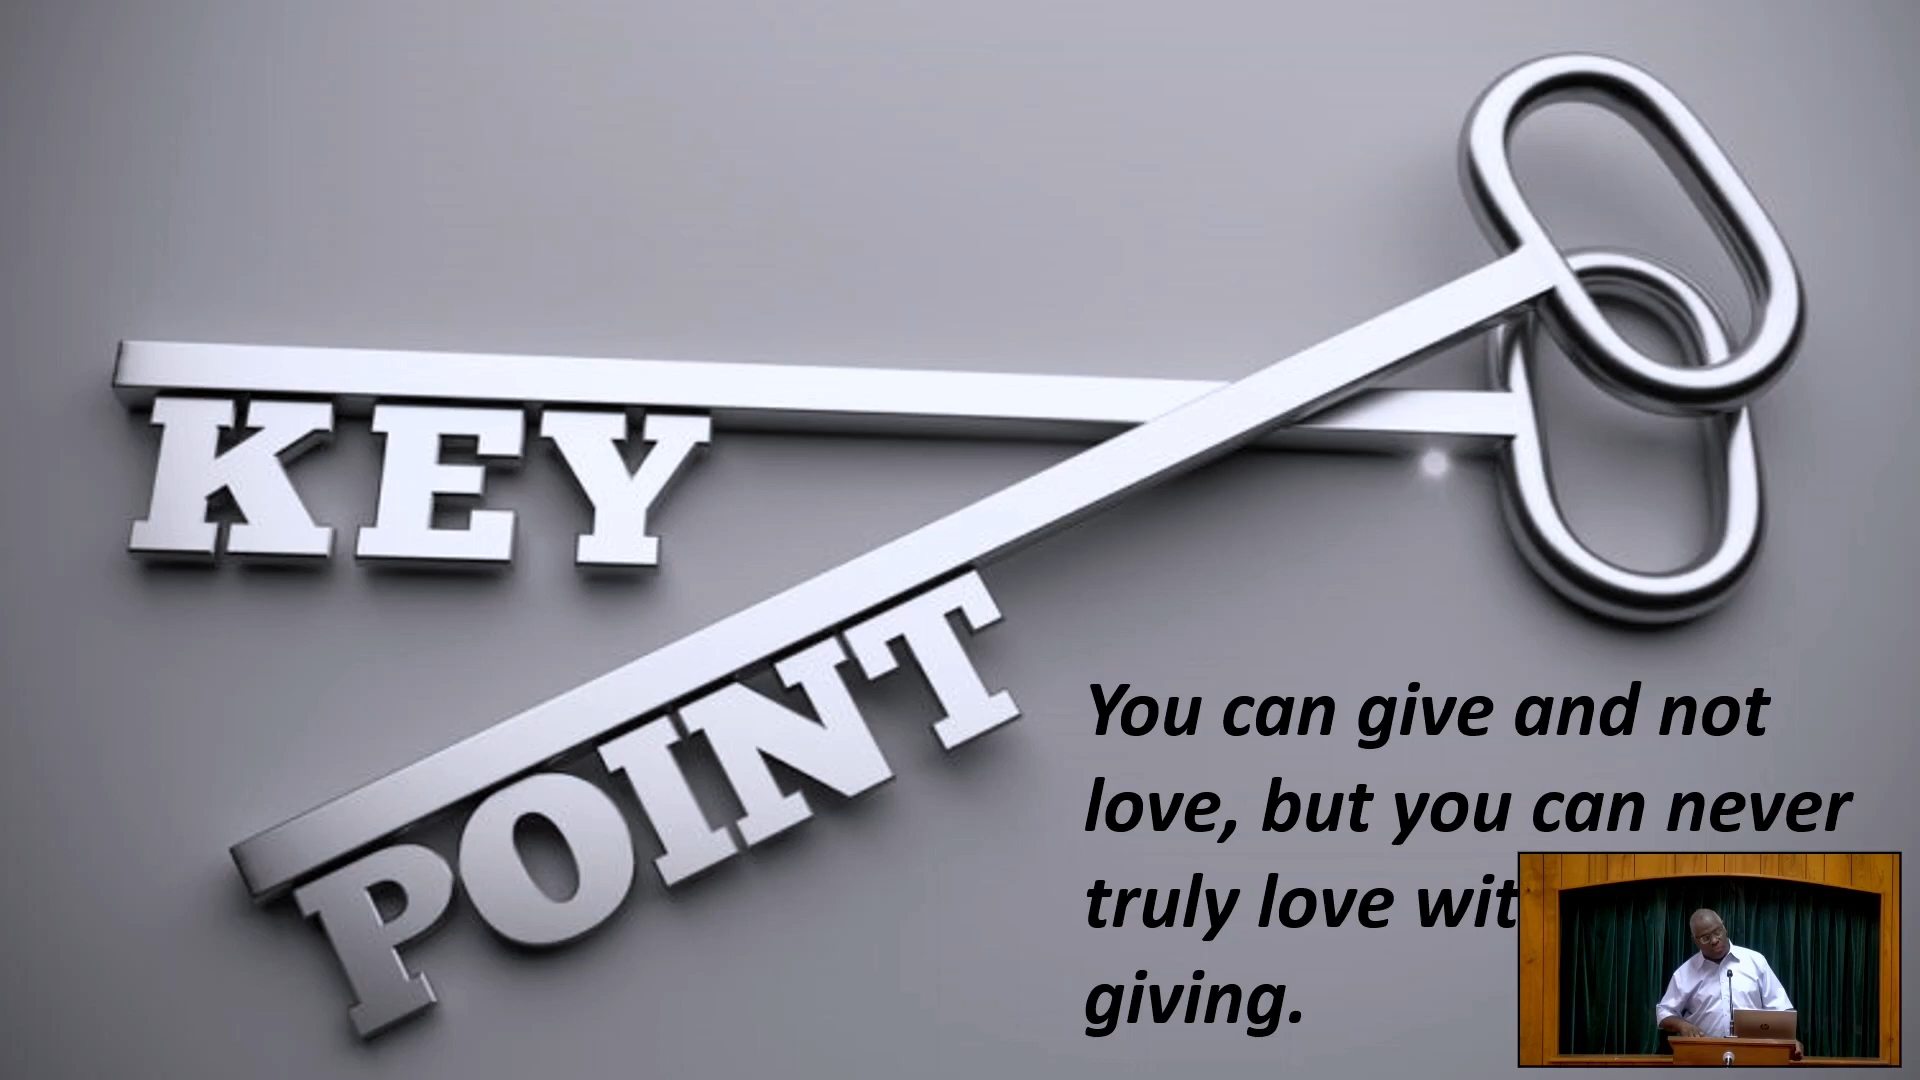 KEY
POINT
You can give and not
love, but you can never
truly love wit
giving.